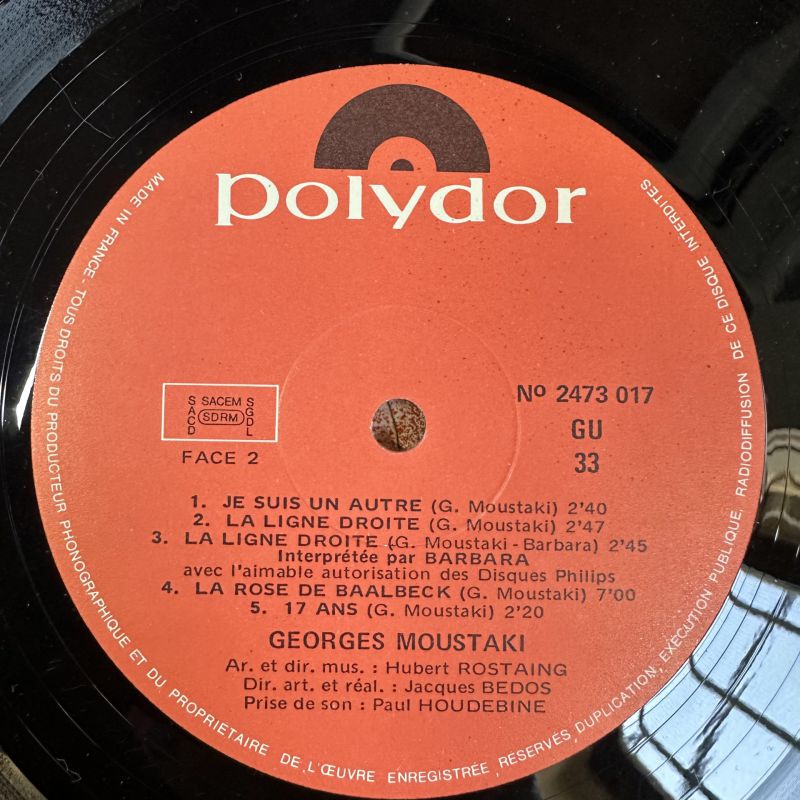 polydor
Nº 2473 017
GU
33
SACD
SACEM
SDRM
SGDL
FACE 2
1. JE SUIS UN AUTRE (G. Moustaki) 2'40
2. LA LIGNE DROITE (G. Moustaki) 2'47
3. LA LIGNE DROITE (G. Moustaki - Barbara) 2'45
Interprétée par BARBARA
avec l'aimable autorisation des Disques Philips
4. LA ROSE DE BAALBECK (G. Moustaki) 7'00
5. 17 ANS (G. Moustaki) 2'20
GEORGES MOUSTAKI
Ar. et dir. mus. : Hubert ROSTAING
Dir. art. et réal. : Jacques BEDOS
Prise de son : Paul HOUDEBINE
MADE IN FRANCE - TOUS DROITS DU PRODUCTEUR PHONOGRAPHIQUE ET DU PROPRIETAIRE DE L'ŒUVRE ENREGISTRÉE, RÉSERVÉS, DUPLICATION, EXÉCUTION PUBLIQUE, RADIODIFFUSION DE CE DISQUE INTERDITES